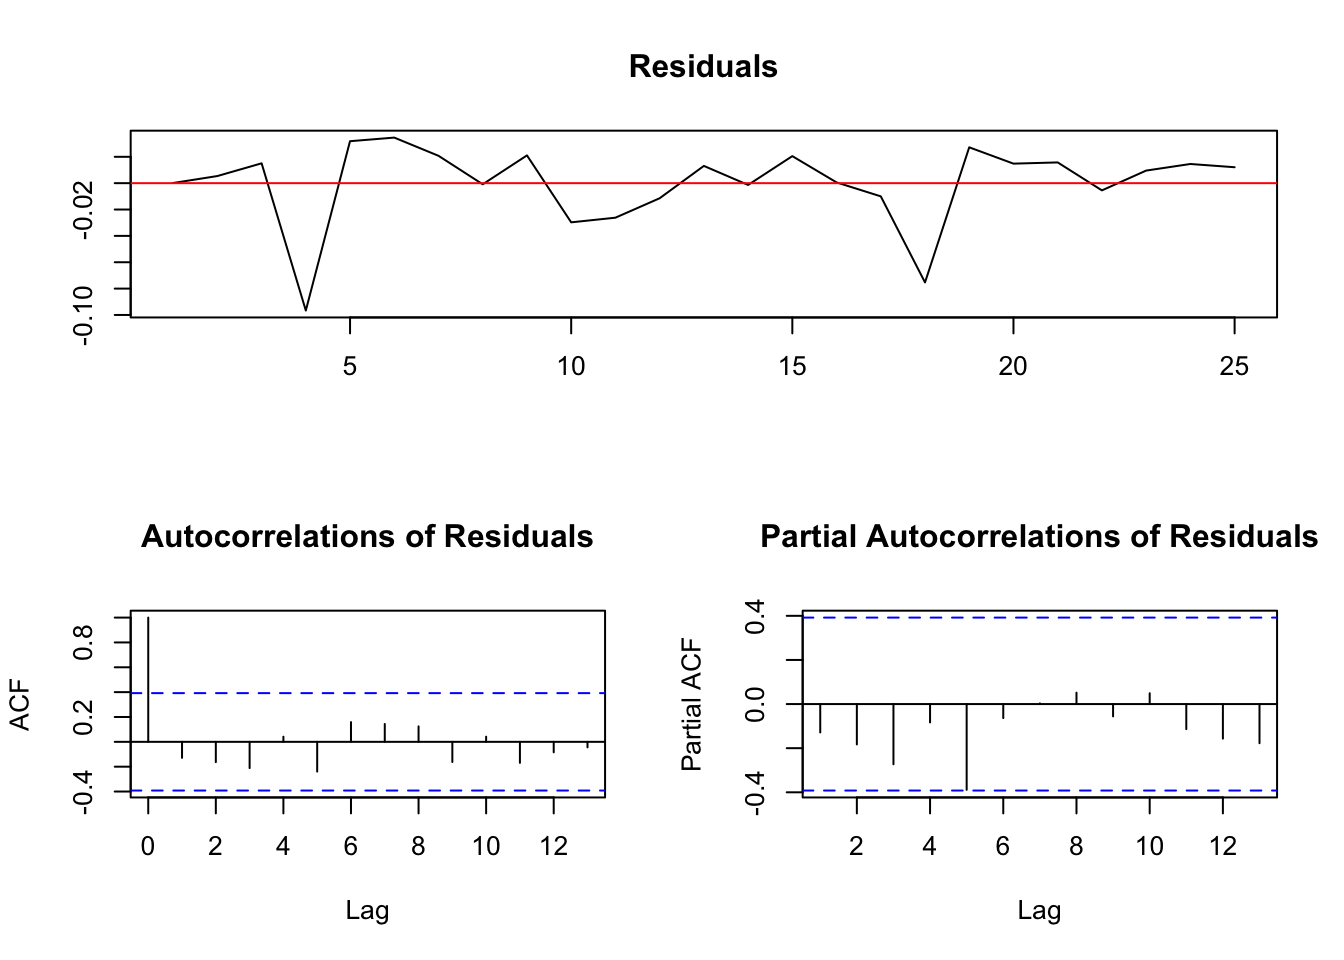 Residuals
-0.02
-0.10
5 10 15 20 25
Autocorrelations of Residuals
ACF
0.8
0.2
-0.4
0 2 4 6 8 10 12
Lag
Partial Autocorrelations of Residuals
Partial ACF
0.4
0.0
-0.4
2 4 6 8 10 12
Lag